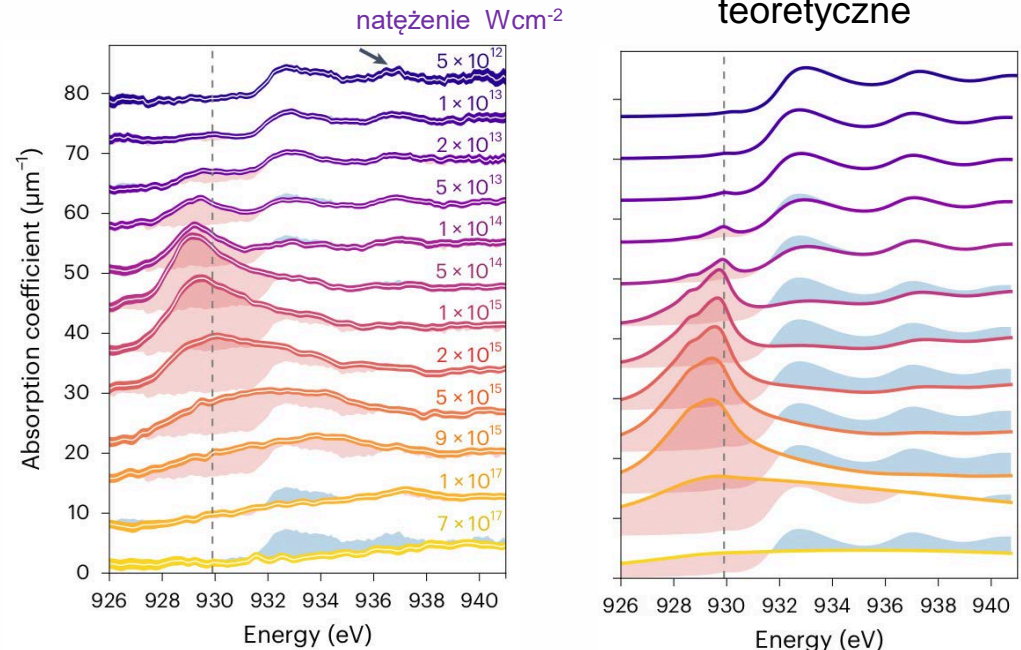 natężenie Wcm-2
teoretyczne
5 × 10¹²
1 × 10¹³
2 × 10¹³
5 × 10¹³
1 × 10¹⁴
5 × 10¹⁴
1 × 10¹⁵
2 × 10¹⁵
5 × 10¹⁵
9 × 10¹⁵
1 × 10¹⁷
7 × 10¹⁷
Absorption coefficient (µm⁻¹)
80
70
60
50
40
30
20
10
0
926 928 930 932 934 936 938 940
Energy (eV)
926 928 930 932 934 936 938 940
Energy (eV)